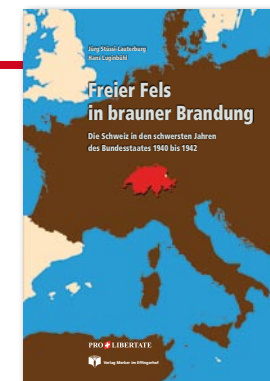 Jürg Stüssi-Lauterburg
Hans Luginbühl
Freier Fels
in brauner Brandung
Die Schweiz in den schwersten Jahren
des Bundesstaates 1940 bis 1942
PRO LIBERTATE
Verlag Merker im Effingerhof